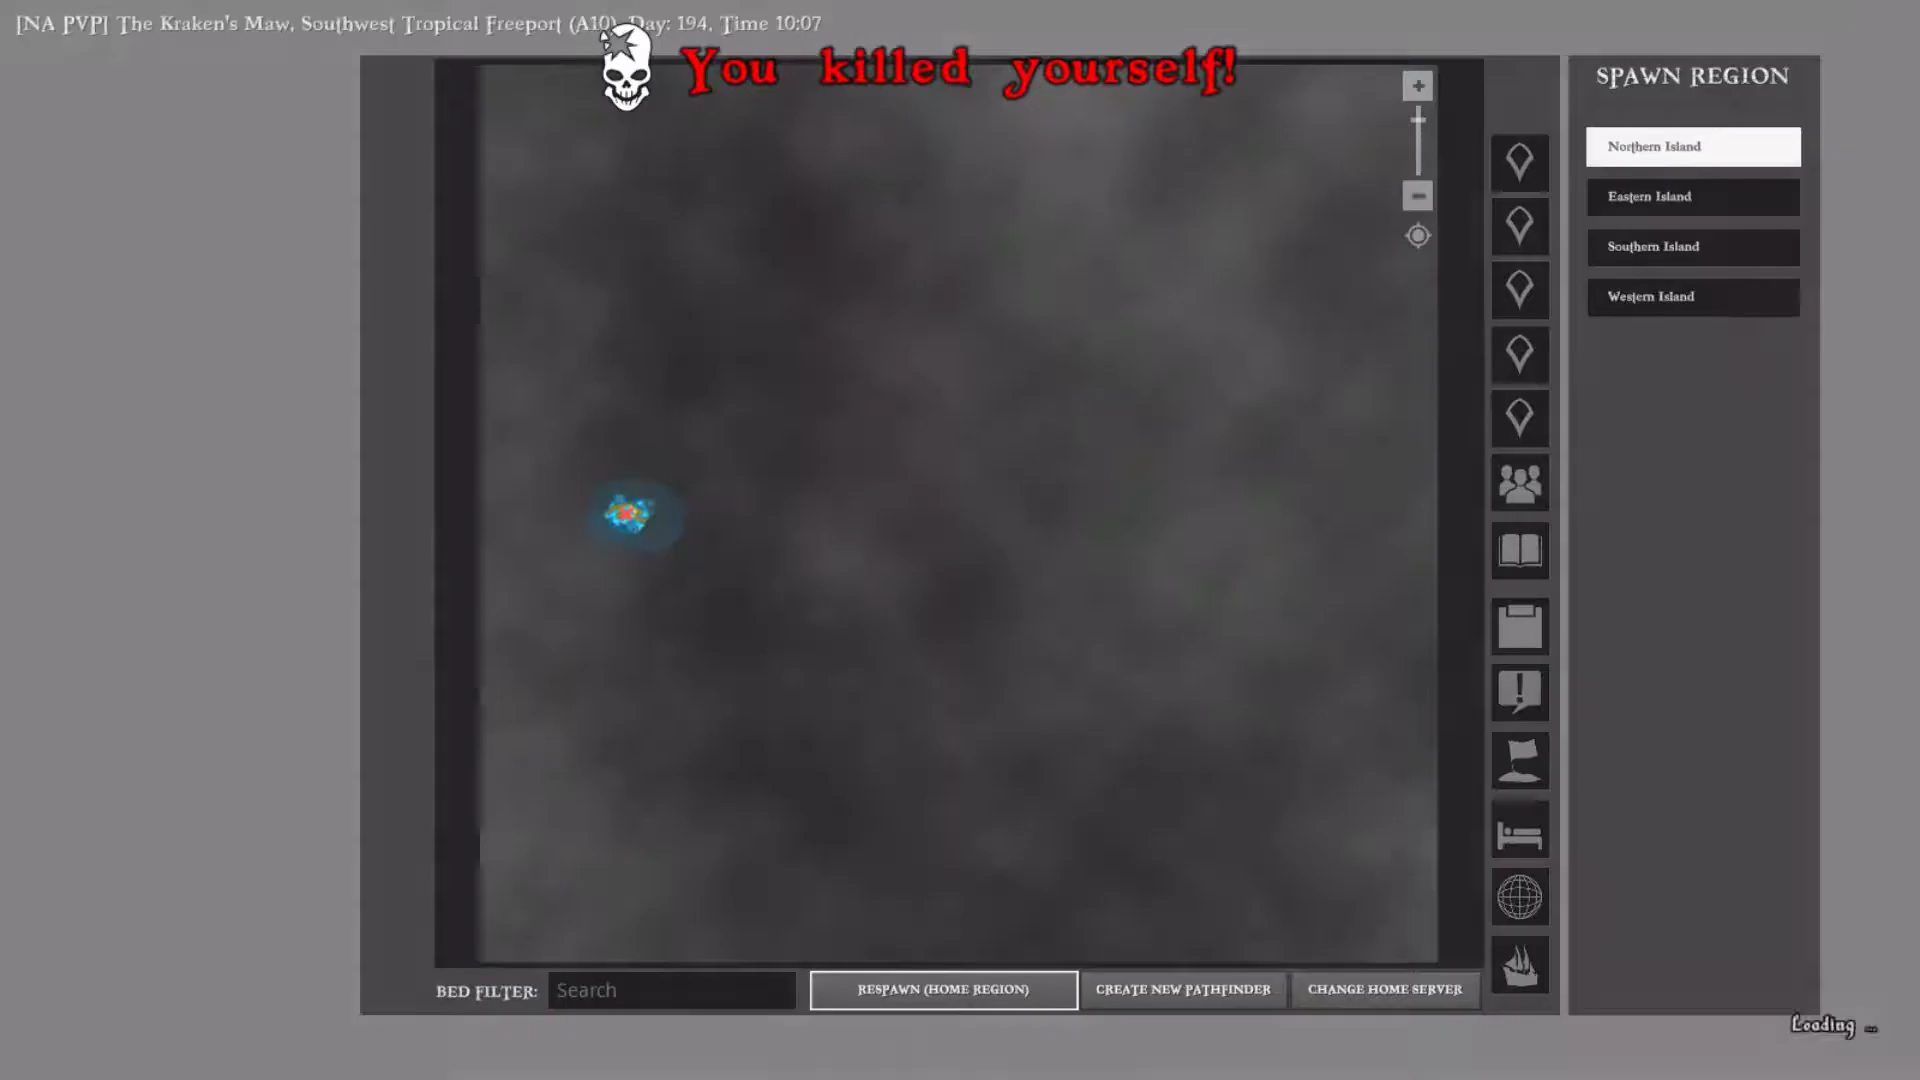 [NA PVP] The Kraken's Maw, Southwest Tropical Freeport (A10), Day: 194, Time 10:07
You killed yourself!
SPAWN REGION
Northern Island
Eastern Island
Southern Island
Western Island
BED FILTER:
Search
RESPAWN (HOME REGION)
CREATE NEW PATHFINDER
CHANGE HOME SERVER
Loading ...